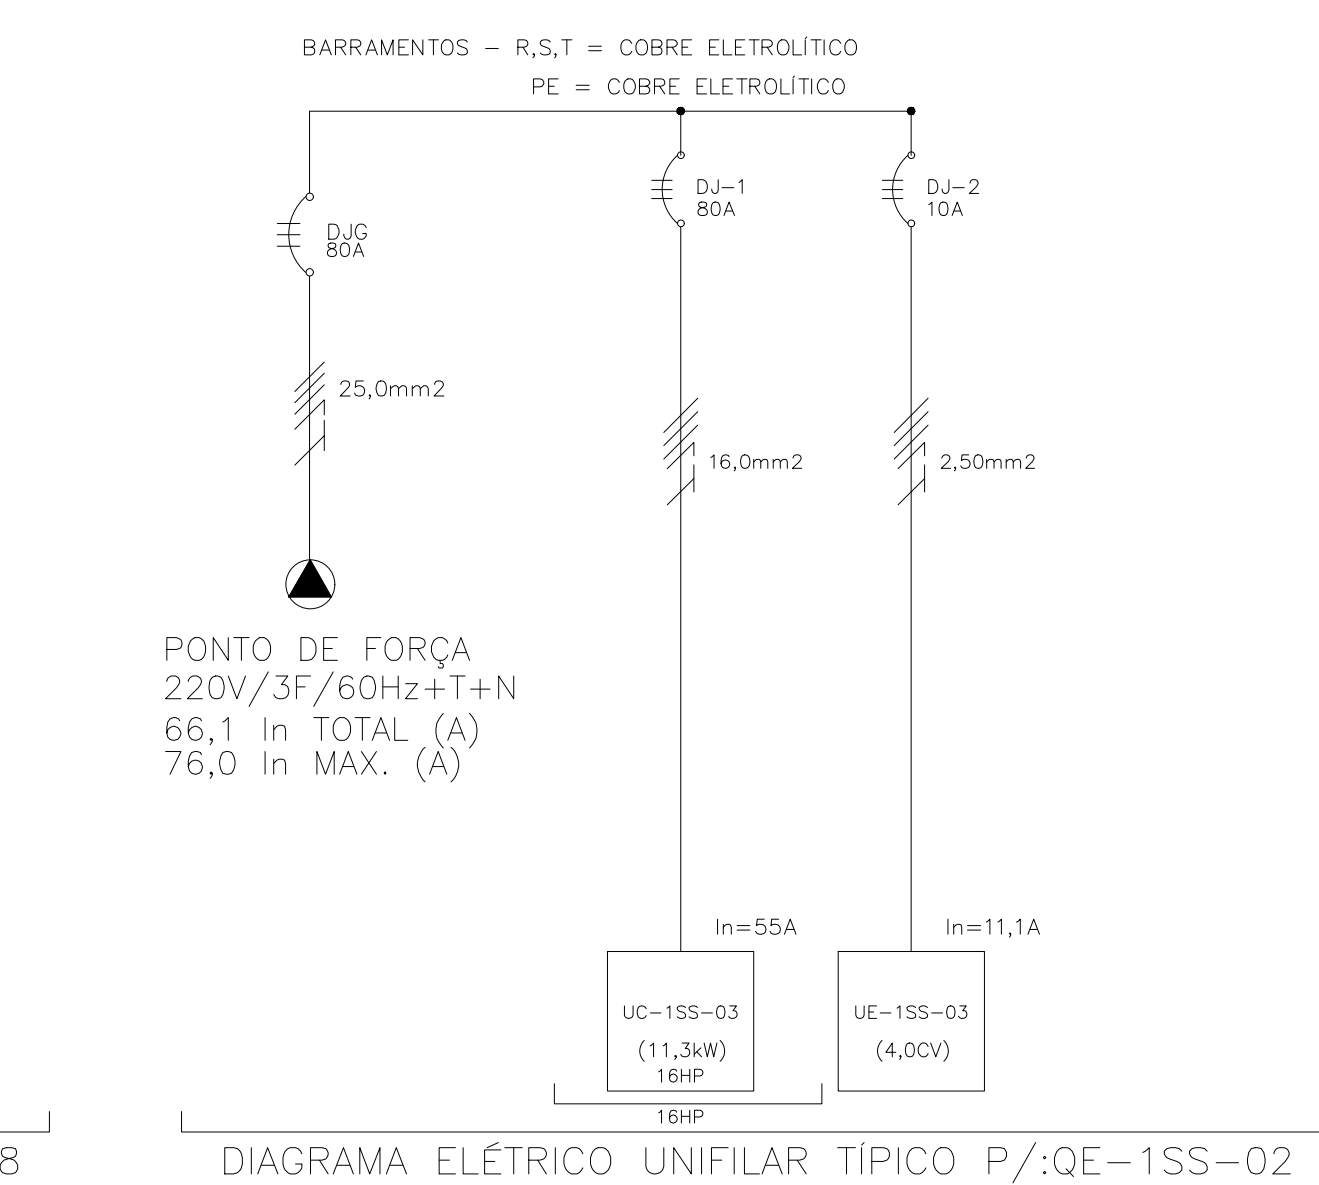 BARRAMENTOS - R,S,T = COBRE ELETROLÍTICO
PE = COBRE ELETROLÍTICO
DJG
80A
DJ-1
80A
DJ-2
10A
25,0mm2
16,0mm2
2,50mm2
PONTO DE FORÇA
220V/3F/60Hz+T+N
66,1 In TOTAL (A)
76,0 In MAX. (A)
In=55A
In=11,1A
UC-1SS-03
(11,3kW)
16HP
UE-1SS-03
(4,0CV)
16HP
8
DIAGRAMA ELÉTRICO UNIFILAR TÍPICO P/:QE-1SS-02